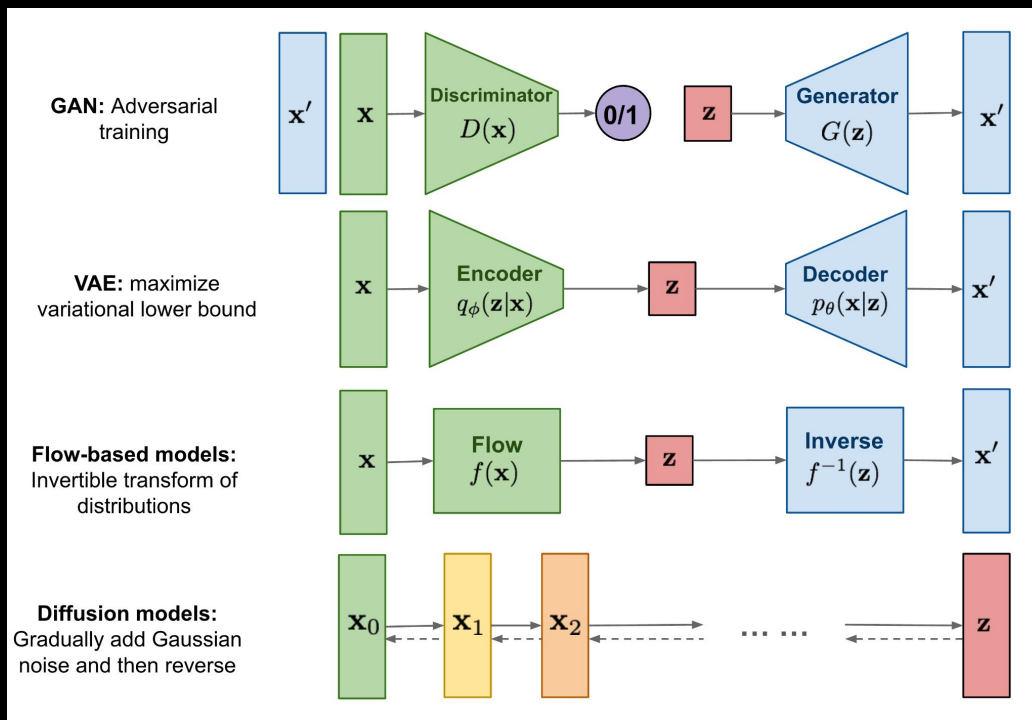 GAN: Adversarial
training
x′
x
Discriminator
D(x)
0/1
z
Generator
G(z)
x′
VAE: maximize
variational lower bound
x
Encoder
qϕ(z|x)
z
Decoder
pθ(x|z)
x′
Flow-based models:
Invertible transform of
distributions
x
Flow
f(x)
z
Inverse
f⁻¹(z)
x′
Diffusion models:
Gradually add Gaussian
noise and then reverse
x₀
x₁
x₂
... ...
z